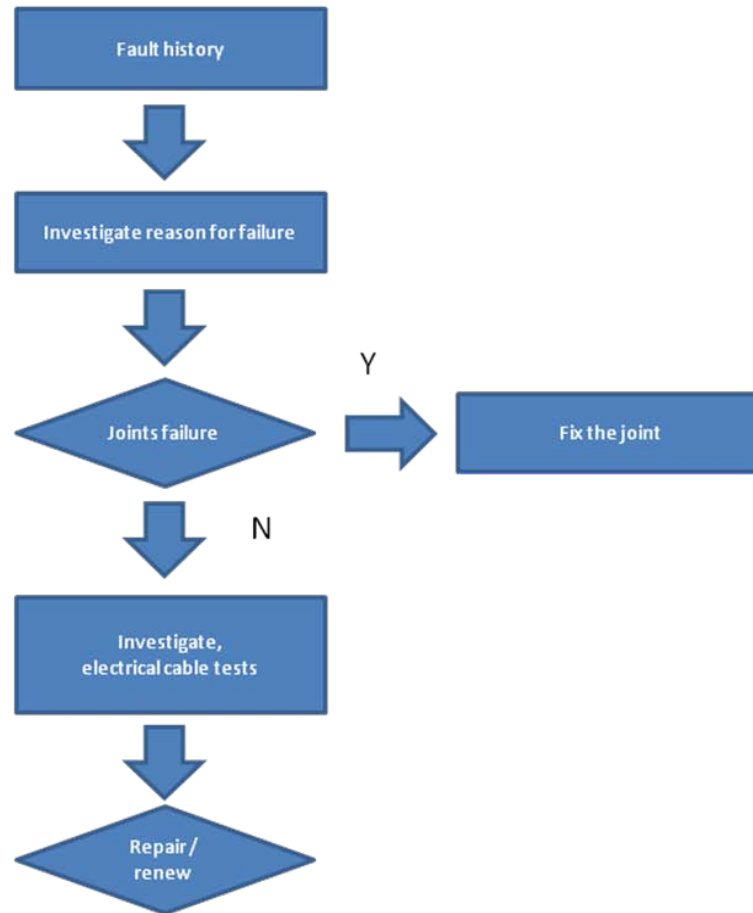 Fault history
Investigate reason for failure
Y
Joints failure
Fix the joint
N
Investigate,
electrical cable tests
Repair /
renew